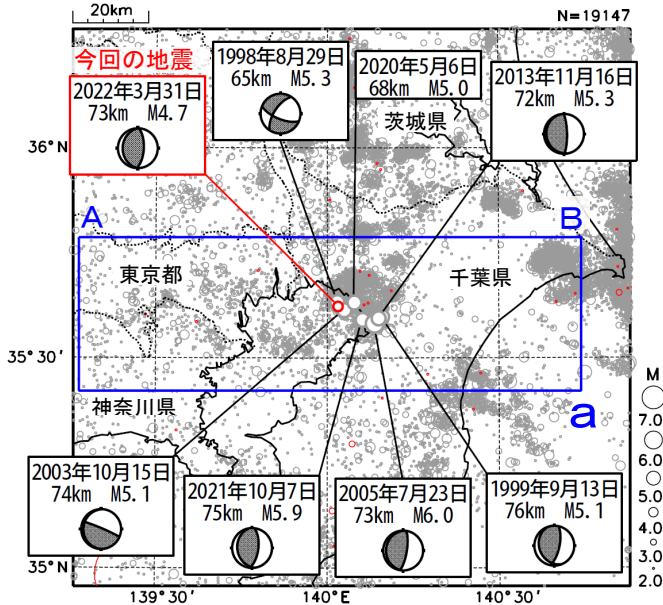 20km
N=19147
今回の地震
2022年3月31日
73km M4.7
1998年8月29日
65km M5.3
2020年5月6日
68km M5.0
2013年11月16日
72km M5.3
茨城県
36°N
A
B
東京都
千葉県
35°30′
神奈川県
a
M
7.0
6.0
5.0
4.0
3.0
2.0
2003年10月15日
74km M5.1
2021年10月7日
75km M5.9
2005年7月23日
73km M6.0
1999年9月13日
76km M5.1
35°N
139°30′
140°E
140°30′